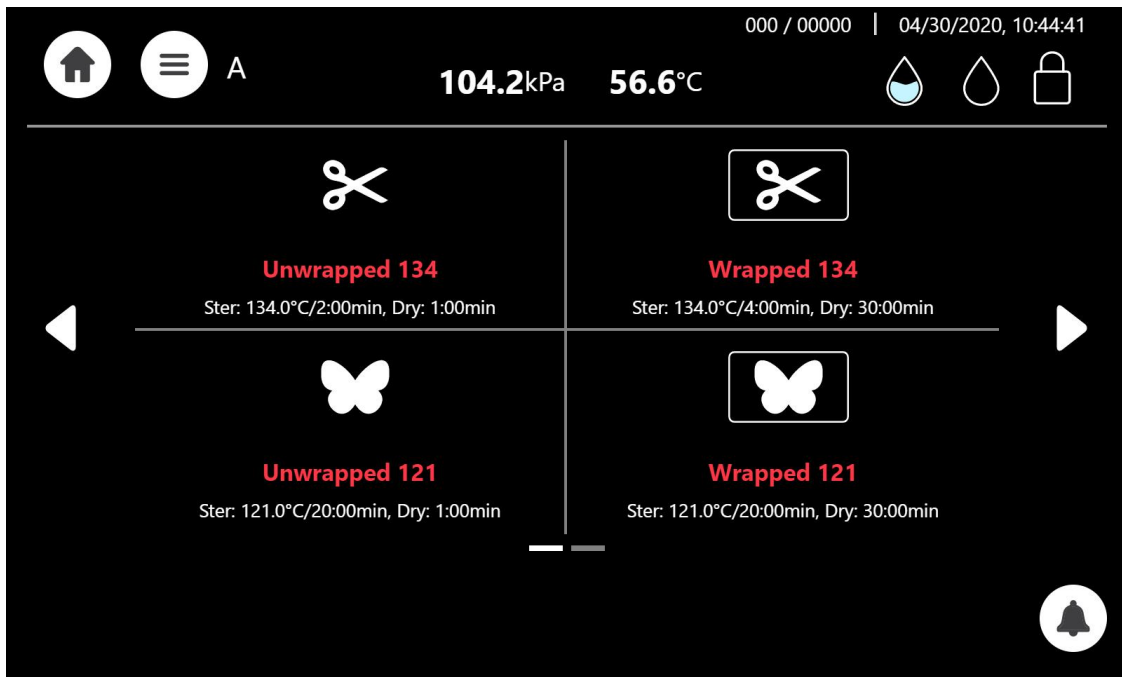 000 / 00000 | 04/30/2020, 10:44:41
A
104.2kPa 56.6°C
Unwrapped 134
Ster: 134.0°C/2:00min, Dry: 1:00min
Wrapped 134
Ster: 134.0°C/4:00min, Dry: 30:00min
Unwrapped 121
Ster: 121.0°C/20:00min, Dry: 1:00min
Wrapped 121
Ster: 121.0°C/20:00min, Dry: 30:00min